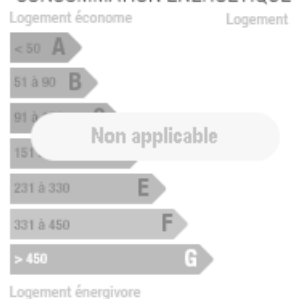 Logement économe
Logement
< 50 A
51 à 90 B
91 à
Non applicable
151
231 à 330 E
331 à 450 F
> 450 G
Logement énergivore